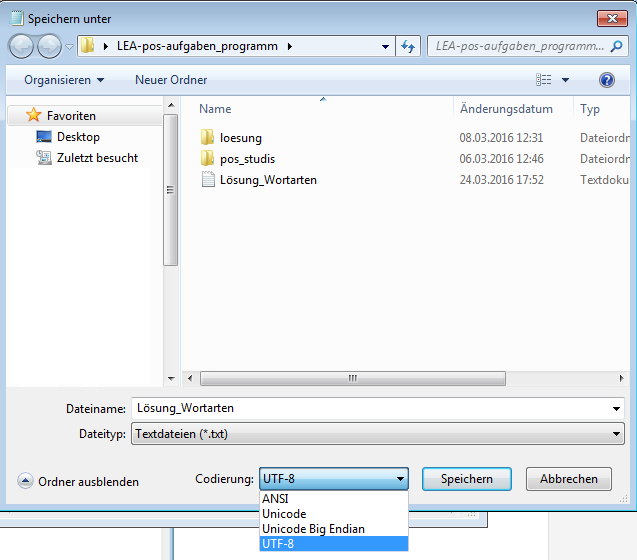 Speichern unter
LEA-pos-aufgaben_programm
LEA-pos-aufgaben_programm...
Organisieren Neuer Ordner
Favoriten
Desktop
Zuletzt besucht
Name Änderungsdatum Typ
loesung 08.03.2016 12:31 Dateiordn
pos_studis 06.03.2016 12:46 Dateiordn
Lösung_Wortarten 24.03.2016 17:52 Textdoku
Dateiname: Lösung_Wortarten
Dateityp: Textdateien (*.txt)
Ordner ausblenden Codierung: UTF-8 Speichern Abbrechen
ANSI
Unicode
Unicode Big Endian
UTF-8